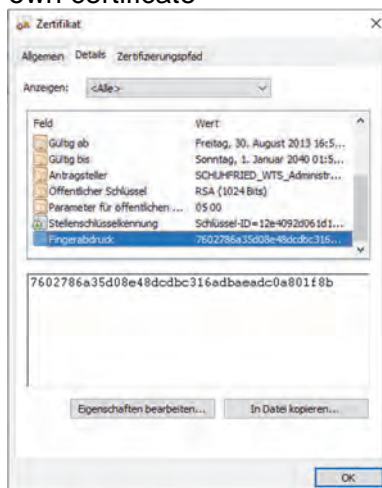 own certificate
Zertifikat
Allgemein Details Zertifizierungspfad
Anzeigen: <Alle>
Feld Wert
Gültig ab Freitag, 30. August 2013 16:5...
Gültig bis Sonntag, 1. Januar 2040 01:5...
Antragsteller SCHUHFRIED_WTS_Administr...
Öffentlicher Schlüssel RSA (1024 Bits)
Parameter für öffentlichen ... 05 00
Stellenschlüsselkennung Schlüssel-ID=12e4092d061d1...
Fingerabdruck 7602786a35d08e48dcdbc316...
7602786a35d08e48dcdbc316adbaeadc0a801f8b
Eigenschaften bearbeiten... In Datei kopieren...
OK